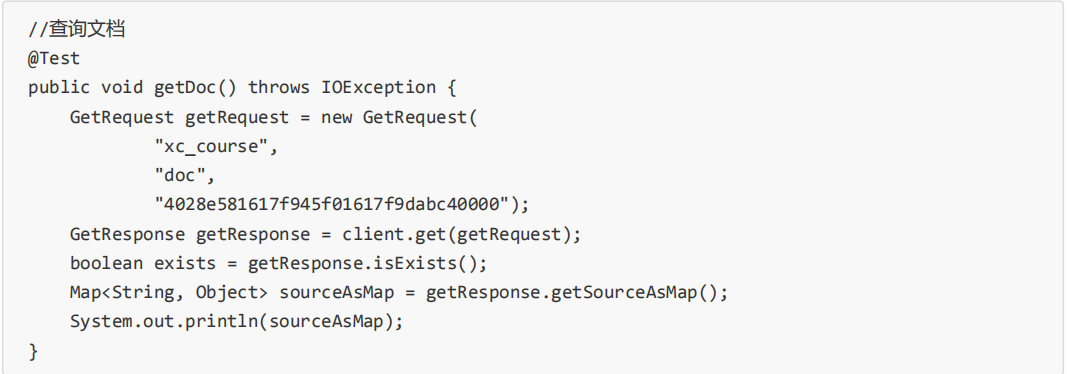 //查询文档
@Test
public void getDoc() throws IOException {
    GetRequest getRequest = new GetRequest(
            "xc_course",
            "doc",
            "4028e581617f945f01617f9dabc40000");
    GetResponse getResponse = client.get(getRequest);
    boolean exists = getResponse.isExists();
    Map<String, Object> sourceAsMap = getResponse.getSourceAsMap();
    System.out.println(sourceAsMap);
}